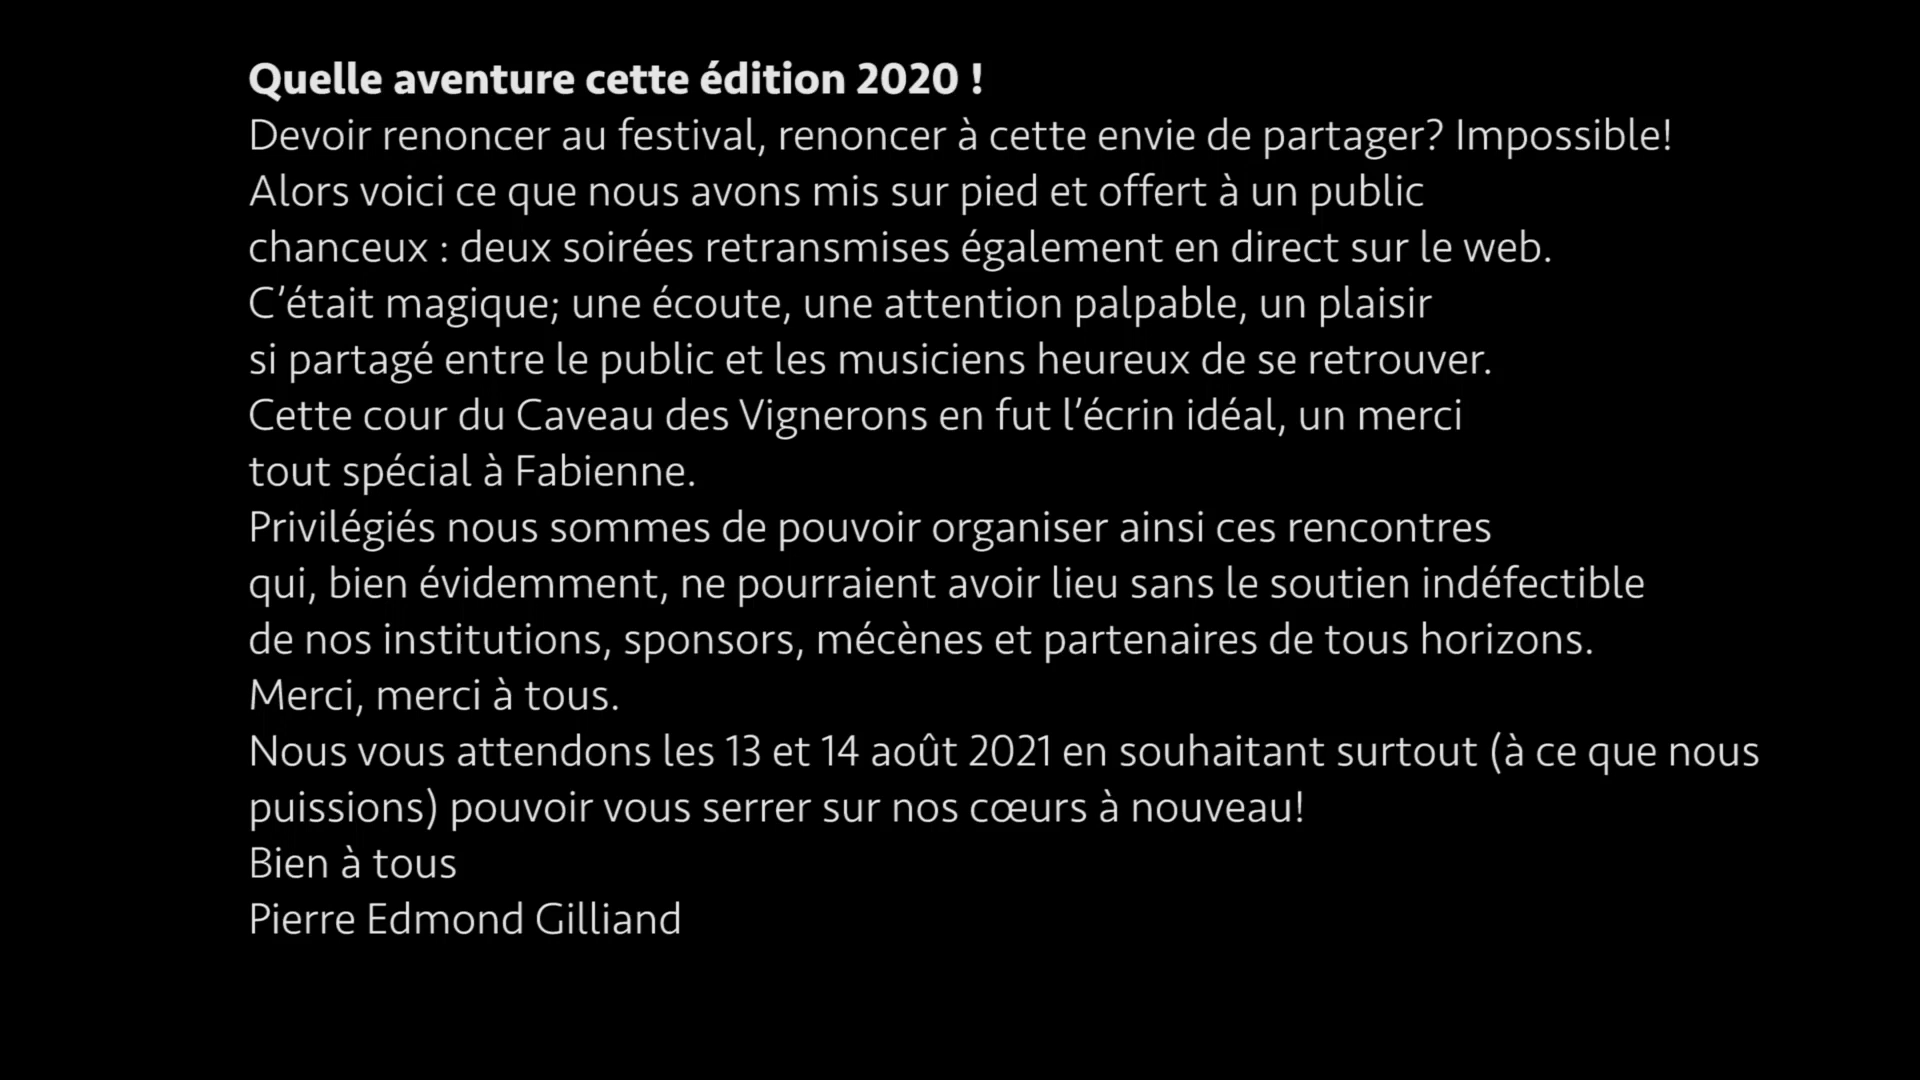 Quelle aventure cette édition 2020 !
Devoir renoncer au festival, renoncer à cette envie de partager? Impossible!
Alors voici ce que nous avons mis sur pied et offert à un public
chanceux : deux soirées retransmises également en direct sur le web.
C’était magique; une écoute, une attention palpable, un plaisir
si partagé entre le public et les musiciens heureux de se retrouver.
Cette cour du Caveau des Vignerons en fut l’écrin idéal, un merci
tout spécial à Fabienne.
Privilégiés nous sommes de pouvoir organiser ainsi ces rencontres
qui, bien évidemment, ne pourraient avoir lieu sans le soutien indéfectible
de nos institutions, sponsors, mécènes et partenaires de tous horizons.
Merci, merci à tous.
Nous vous attendons les 13 et 14 août 2021 en souhaitant surtout (à ce que nous
puissions) pouvoir vous serrer sur nos cœurs à nouveau!
Bien à tous
Pierre Edmond Gilliand